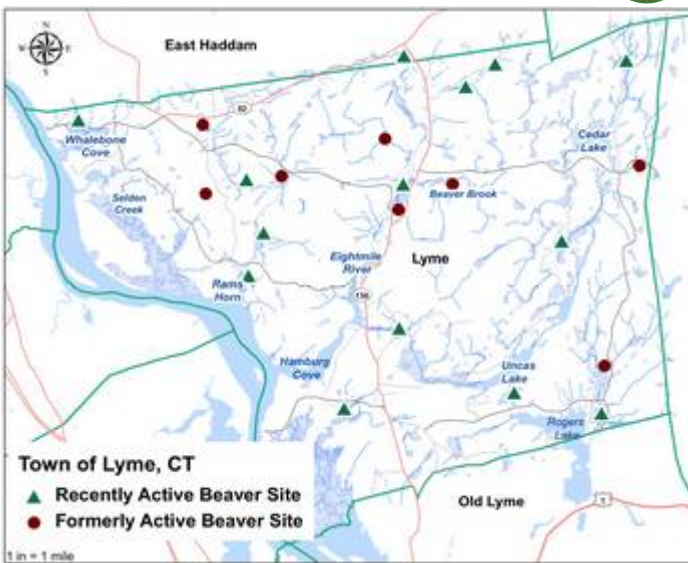 N
W
E
S
East Haddam
82
Whalebone
Cove
Cedar
Lake
Selden
Creek
Beaver Brook
Eightmile
River
Lyme
Rams
Horn
156
Hamburg
Cove
Uncas
Lake
Rogers
Lake
Town of Lyme, CT
Recently Active Beaver Site
Formerly Active Beaver Site
Old Lyme
1
1 in = 1 mile